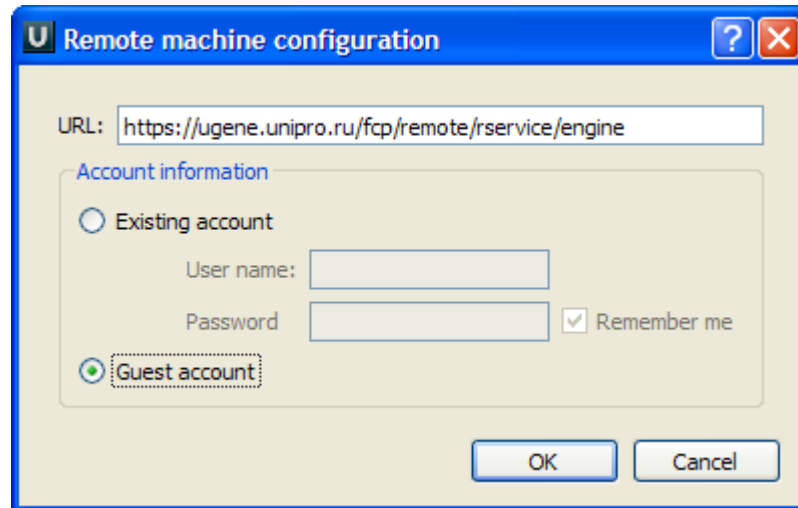 U Remote machine configuration ?
URL: https://ugene.unipro.ru/fcp/remote/rservice/engine
Account information
Existing account
User name:
Password Remember me
Guest account
OK Cancel